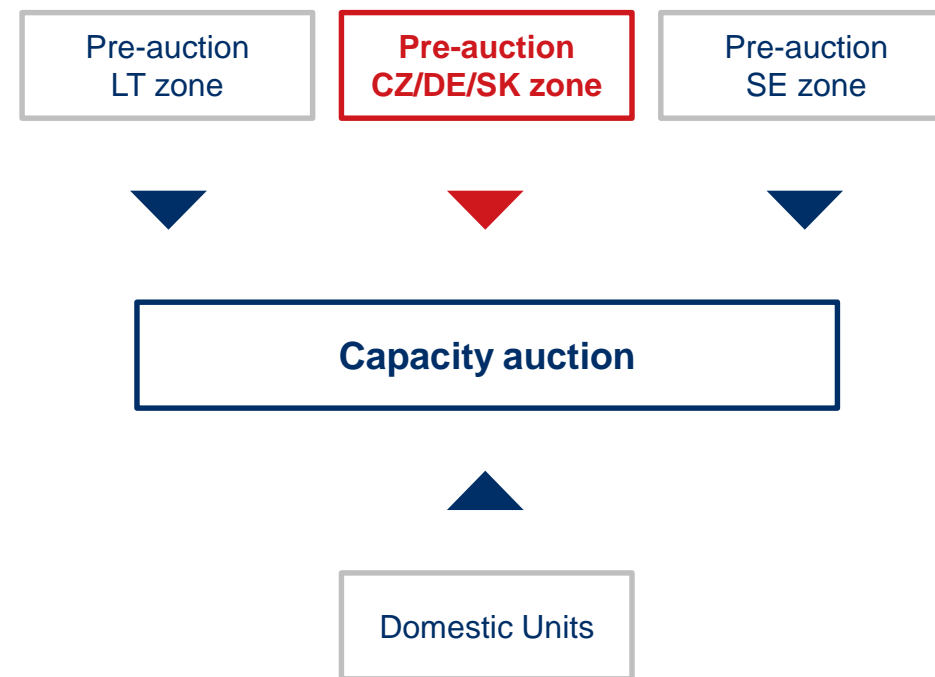 Pre-auction
LT zone
Pre-auction
CZ/DE/SK zone
Pre-auction
SE zone
Capacity auction
Domestic Units